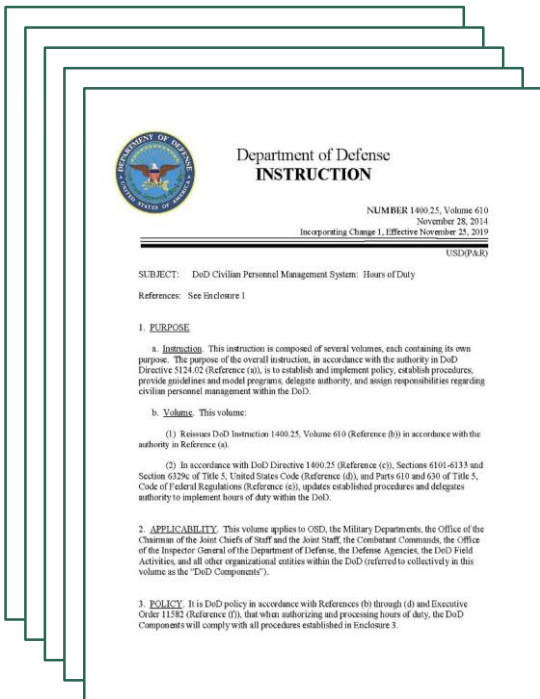 DEPARTMENT OF DEFENSE
UNITED STATES OF AMERICA
Department of Defense
INSTRUCTION
NUMBER 1400.25, Volume 610
November 28, 2014
Incorporating Change 1, Effective November 25, 2019
USD(P&R)
SUBJECT: DoD Civilian Personnel Management System: Hours of Duty
References: See Enclosure 1
1. PURPOSE
a. Instruction. This instruction is composed of several volumes, each containing its own
purpose. The purpose of the overall instruction, in accordance with the authority in DoD
Directive 5124.02 (Reference (a)), is to establish and implement policy, establish procedures,
provide guidelines and model programs, delegate authority, and assign responsibilities regarding
civilian personnel management within the DoD.
b. Volume. This volume:
(1) Reissues DoD Instruction 1400.25, Volume 610 (Reference (b)) in accordance with the
authority in Reference (a).
(2) In accordance with DoD Directive 1400.25 (Reference (c)), Sections 6101-6133 and
Section 6329c of Title 5, United States Code (Reference (d)), and Parts 610 and 630 of Title 5,
Code of Federal Regulations (Reference (e)), updates established procedures and delegates
authority to implement hours of duty within the DoD.
2. APPLICABILITY. This volume applies to OSD, the Military Departments, the Office of the
Chairman of the Joint Chiefs of Staff and the Joint Staff, the Combatant Commands, the Office
of the Inspector General of the Department of Defense, the Defense Agencies, the DoD Field
Activities, and all other organizational entities within the DoD (referred to collectively in this
volume as the "DoD Components").
3. POLICY. It is DoD policy in accordance with References (b) through (d) and Executive
Order 11582 (Reference (f)), that when authorizing and processing hours of duty, the DoD
Components will comply with all procedures established in Enclosure 3.